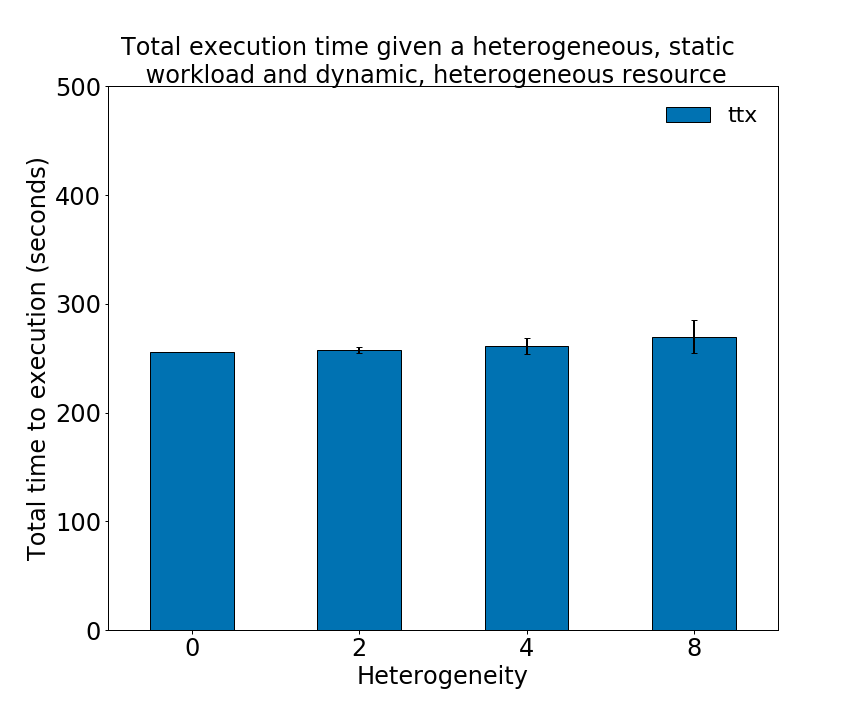 Total execution time given a heterogeneous, static
workload and dynamic, heterogeneous resource
500
400
300
200
100
0
Total time to execution (seconds)
ttx
0 2 4 8
Heterogeneity